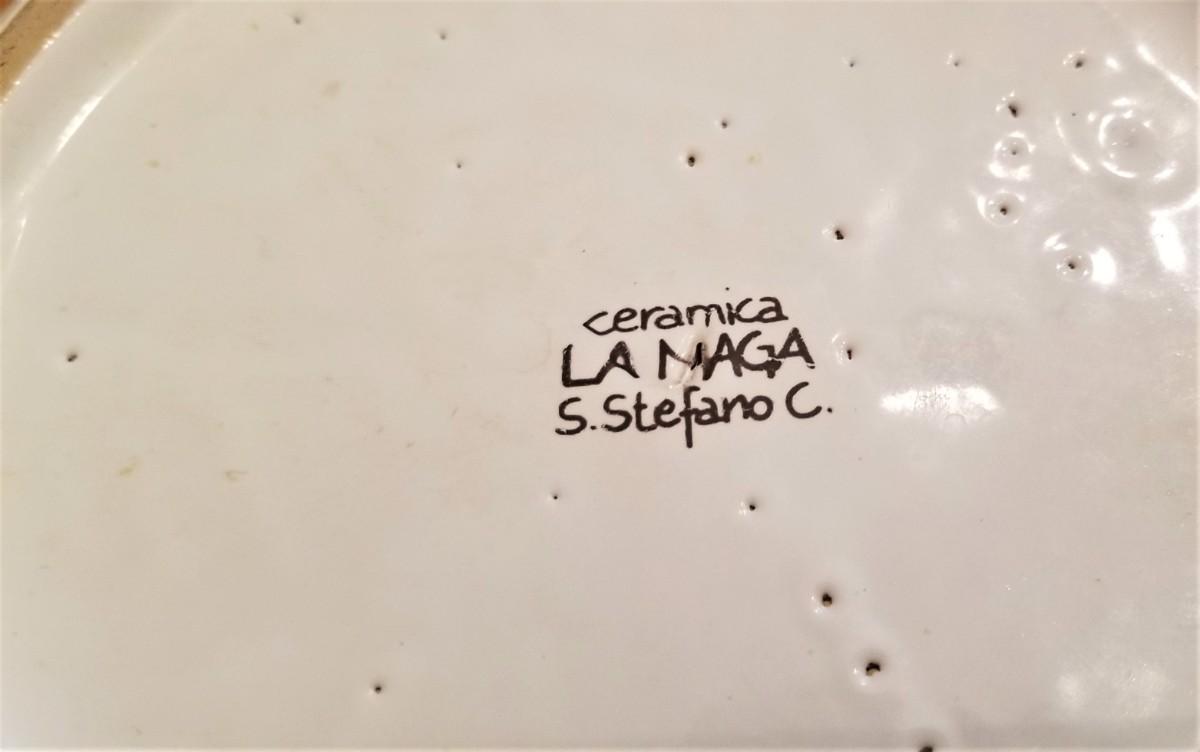 ceramica
LA MAGA
S. Stefano C.